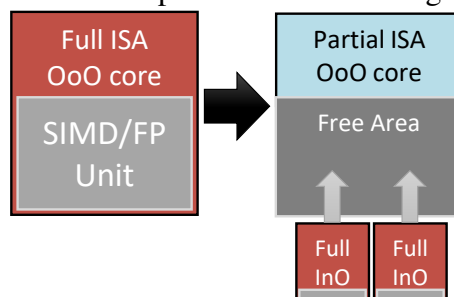 Full ISA
OoO core
SIMD/FP
Unit
Partial ISA
OoO core
Free Area
Full
InO
Full
InO